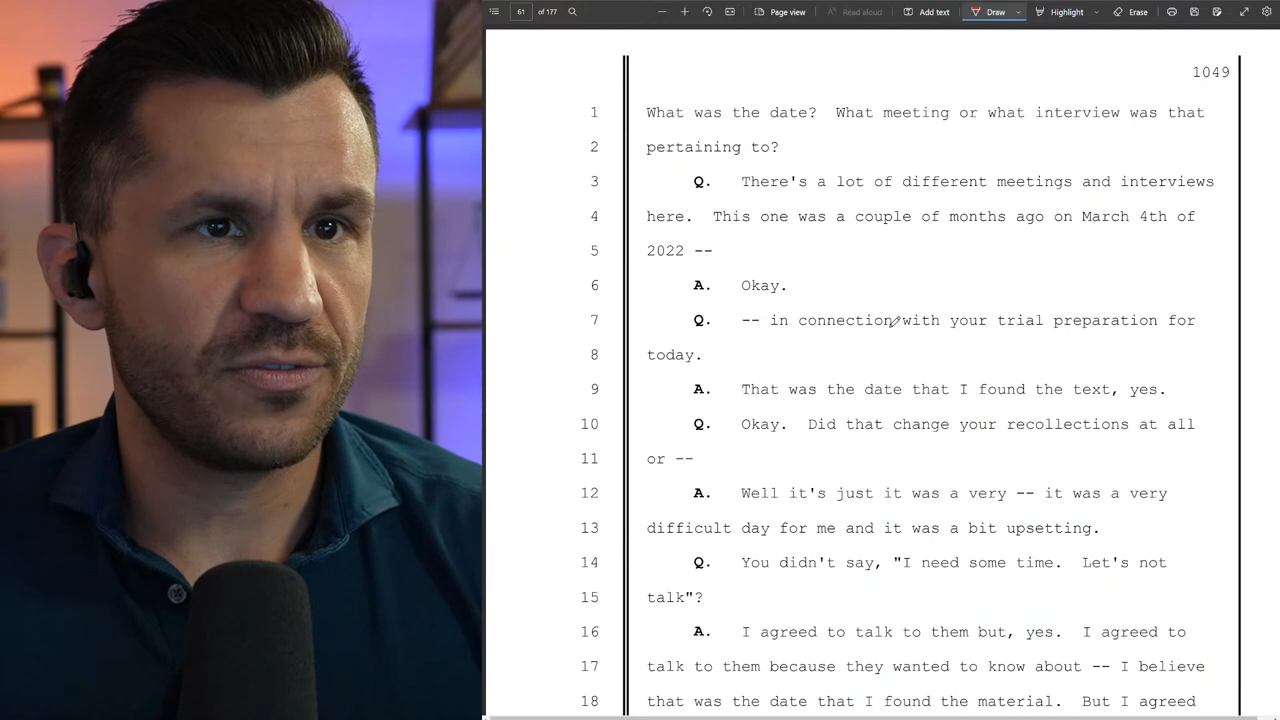 61 of 177 Page view Read aloud Add text Draw Highlight Erase
1049
1 What was the date?  What meeting or what interview was that
2 pertaining to?
3 Q. There's a lot of different meetings and interviews
4 here.  This one was a couple of months ago on March 4th of
5 2022 --
6 A. Okay.
7 Q. -- in connection with your trial preparation for
8 today.
9 A. That was the date that I found the text, yes.
10 Q. Okay.  Did that change your recollections at all
11 or --
12 A. Well it's just it was a very -- it was a very
13 difficult day for me and it was a bit upsetting.
14 Q. You didn't say, "I need some time.  Let's not
15 talk"?
16 A. I agreed to talk to them but, yes.  I agreed to
17 talk to them because they wanted to know about -- I believe
18 that was the date that I found the material.  But I agreed